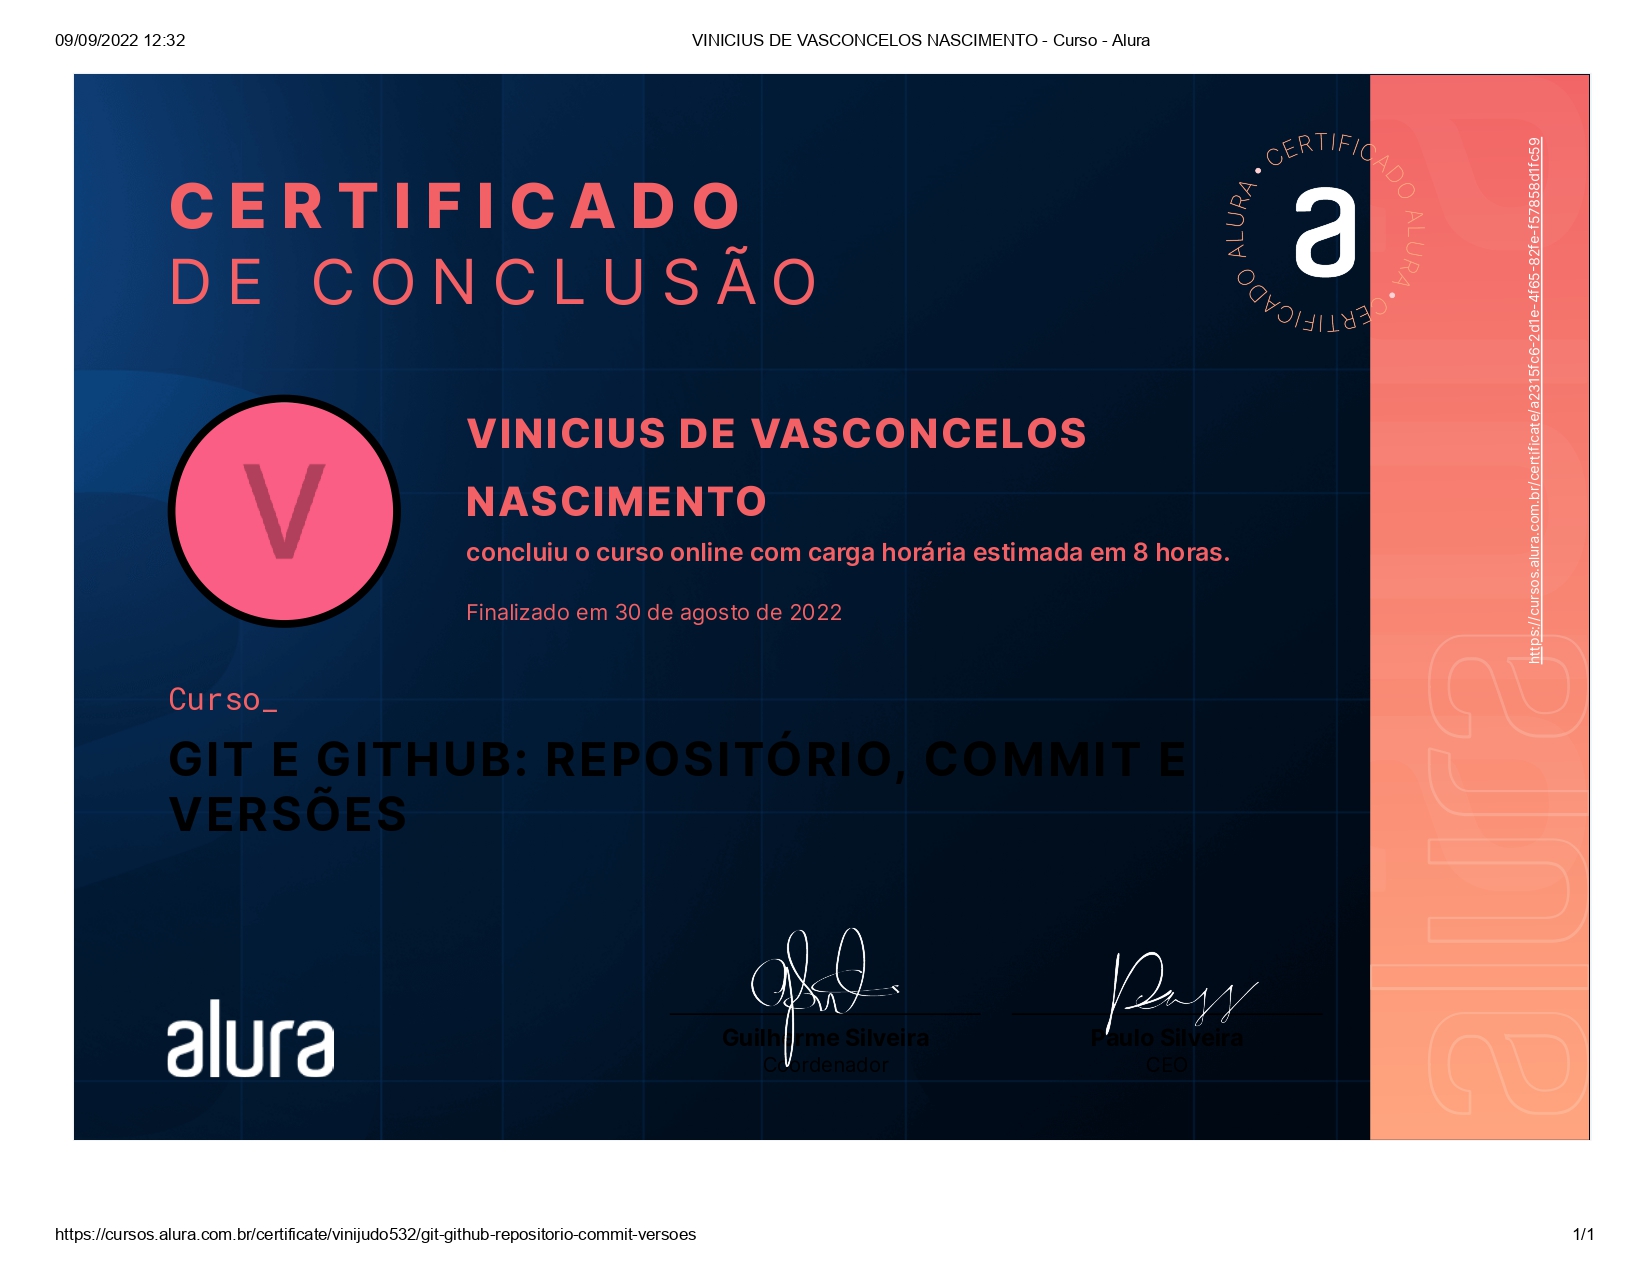 09/09/2022 12:32
VINICIUS DE VASCONCELOS NASCIMENTO - Curso - Alura
CERTIFICADO
DE CONCLUSÃO
• CERTIFICADO ALURA • CERTIFICADO ALURA
a
https://cursos.alura.com.br/certificate/a2315fc6-2d1e-4f65-82fe-f57858d1fc59
V
VINICIUS DE VASCONCELOS
NASCIMENTO
concluiu o curso online com carga horária estimada em 8 horas.
Finalizado em 30 de agosto de 2022
Curso_
GIT E GITHUB: REPOSITÓRIO, COMMIT E
VERSÕES
alura
Guilherme Silveira
Coordenador
Paulo Silveira
CEO
alura
https://cursos.alura.com.br/certificate/vinijudo532/git-github-repositorio-commit-versoes
1/1